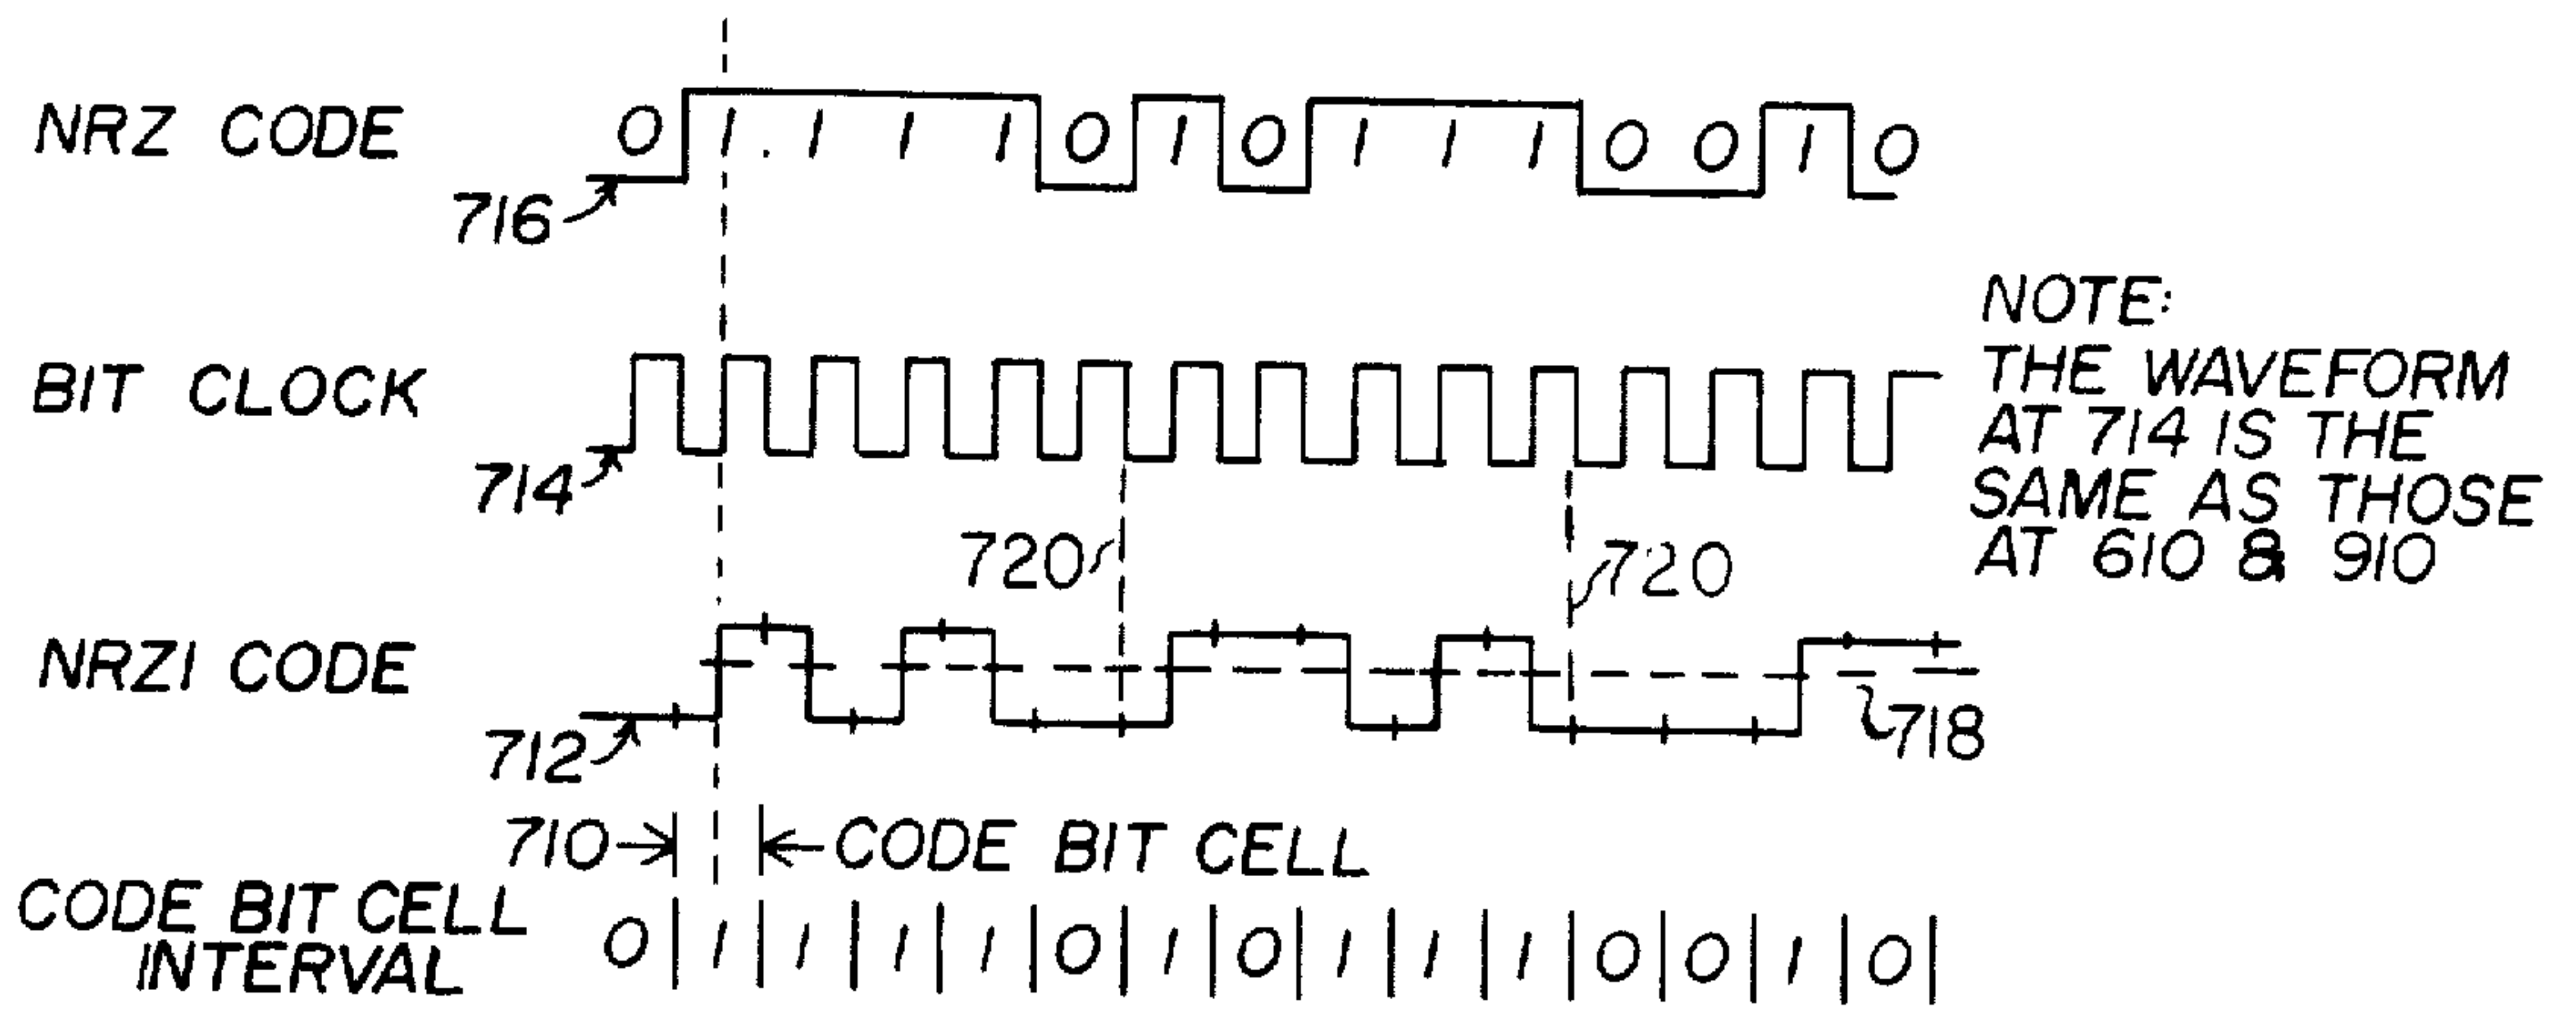 NRZ CODE
0 1 . 1 1 1 0 1 0 1 1 1 0 0 1 0
716
BIT CLOCK
714
NOTE:
THE WAVEFORM
AT 714 IS THE
SAME AS THOSE
AT 610 & 910
720
720
NRZI CODE
712
718
710
CODE BIT CELL
CODE BIT CELL
INTERVAL
0 | 1 | 1 | 1 | 1 | 0 | 1 | 0 | 1 | 1 | 1 | 0 | 0 | 1 | 0 |